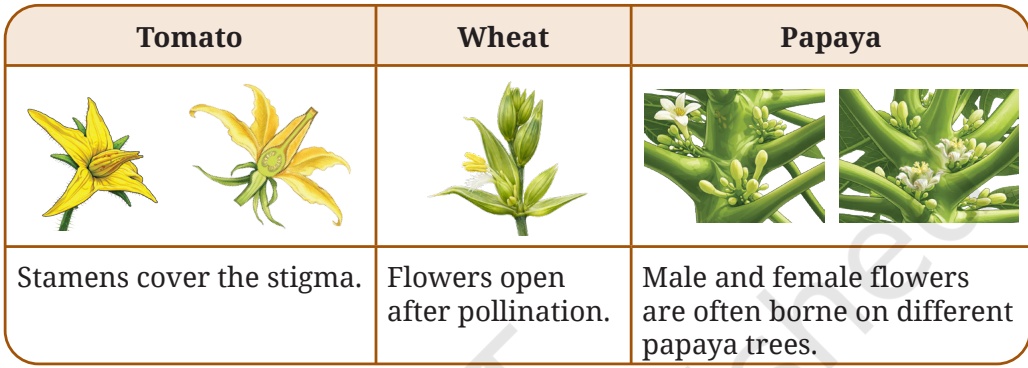 Tomato
Wheat
Papaya
Stamens cover the stigma.
Flowers open
after pollination.
Male and female flowers
are often borne on different
papaya trees.